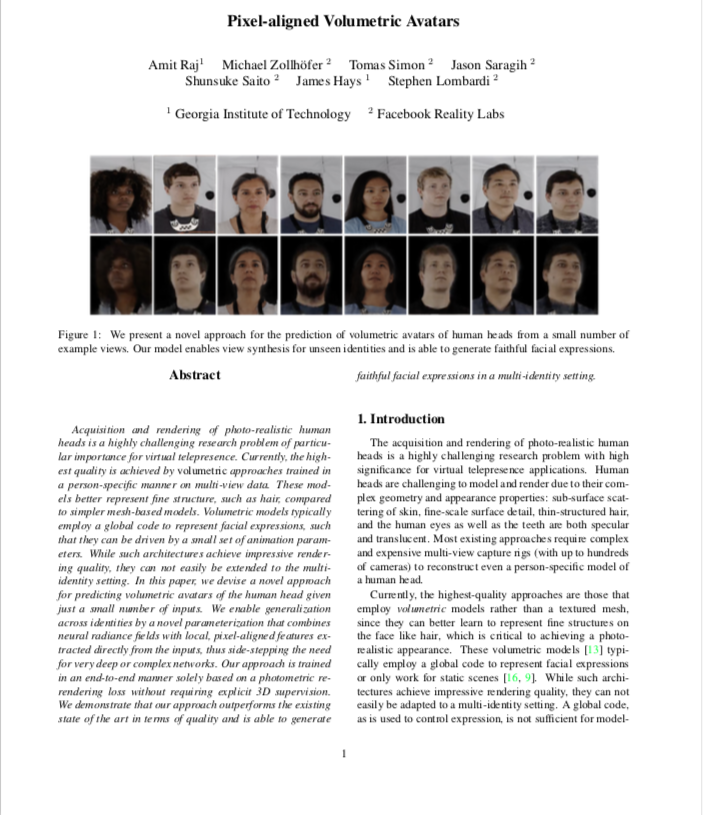 Pixel-aligned Volumetric Avatars
Amit Raj1 Michael Zollhöfer 2 Tomas Simon 2 Jason Saragih 2
Shunsuke Saito 2 James Hays 1 Stephen Lombardi 2
1 Georgia Institute of Technology 2 Facebook Reality Labs
Figure 1: We present a novel approach for the prediction of volumetric avatars of human heads from a small number of
example views. Our model enables view synthesis for unseen identities and is able to generate faithful facial expressions.
Abstract
Acquisition and rendering of photo-realistic human
heads is a highly challenging research problem of particu-
lar importance for virtual telepresence. Currently, the high-
est quality is achieved by volumetric approaches trained in
a person-specific manner on multi-view data. These mod-
els better represent fine structure, such as hair, compared
to simpler mesh-based models. Volumetric models typically
employ a global code to represent facial expressions, such
that they can be driven by a small set of animation param-
eters. While such architectures achieve impressive render-
ing quality, they can not easily be extended to the multi-
identity setting. In this paper, we devise a novel approach
for predicting volumetric avatars of the human head given
just a small number of inputs. We enable generalization
across identities by a novel parameterization that combines
neural radiance fields with local, pixel-aligned features ex-
tracted directly from the inputs, thus side-stepping the need
for very deep or complex networks. Our approach is trained
in an end-to-end manner solely based on a photometric re-
rendering loss without requiring explicit 3D supervision.
We demonstrate that our approach outperforms the existing
state of the art in terms of quality and is able to generate
faithful facial expressions in a multi-identity setting.
1. Introduction
The acquisition and rendering of photo-realistic human
heads is a highly challenging research problem with high
significance for virtual telepresence applications. Human
heads are challenging to model and render due to their com-
plex geometry and appearance properties: sub-surface scat-
tering of skin, fine-scale surface detail, thin-structured hair,
and the human eyes as well as the teeth are both specular
and translucent. Most existing approaches require complex
and expensive multi-view capture rigs (with up to hundreds
of cameras) to reconstruct even a person-specific model of
a human head.
Currently, the highest-quality approaches are those that
employ volumetric models rather than a textured mesh,
since they can better learn to represent fine structures on
the face like hair, which is critical to achieving a photo-
realistic appearance. These volumetric models [13] typi-
cally employ a global code to represent facial expressions
or only work for static scenes [16, 9]. While such archi-
tectures achieve impressive rendering quality, they can not
easily be adapted to a multi-identity setting. A global code,
as is used to control expression, is not sufficient for model-
1